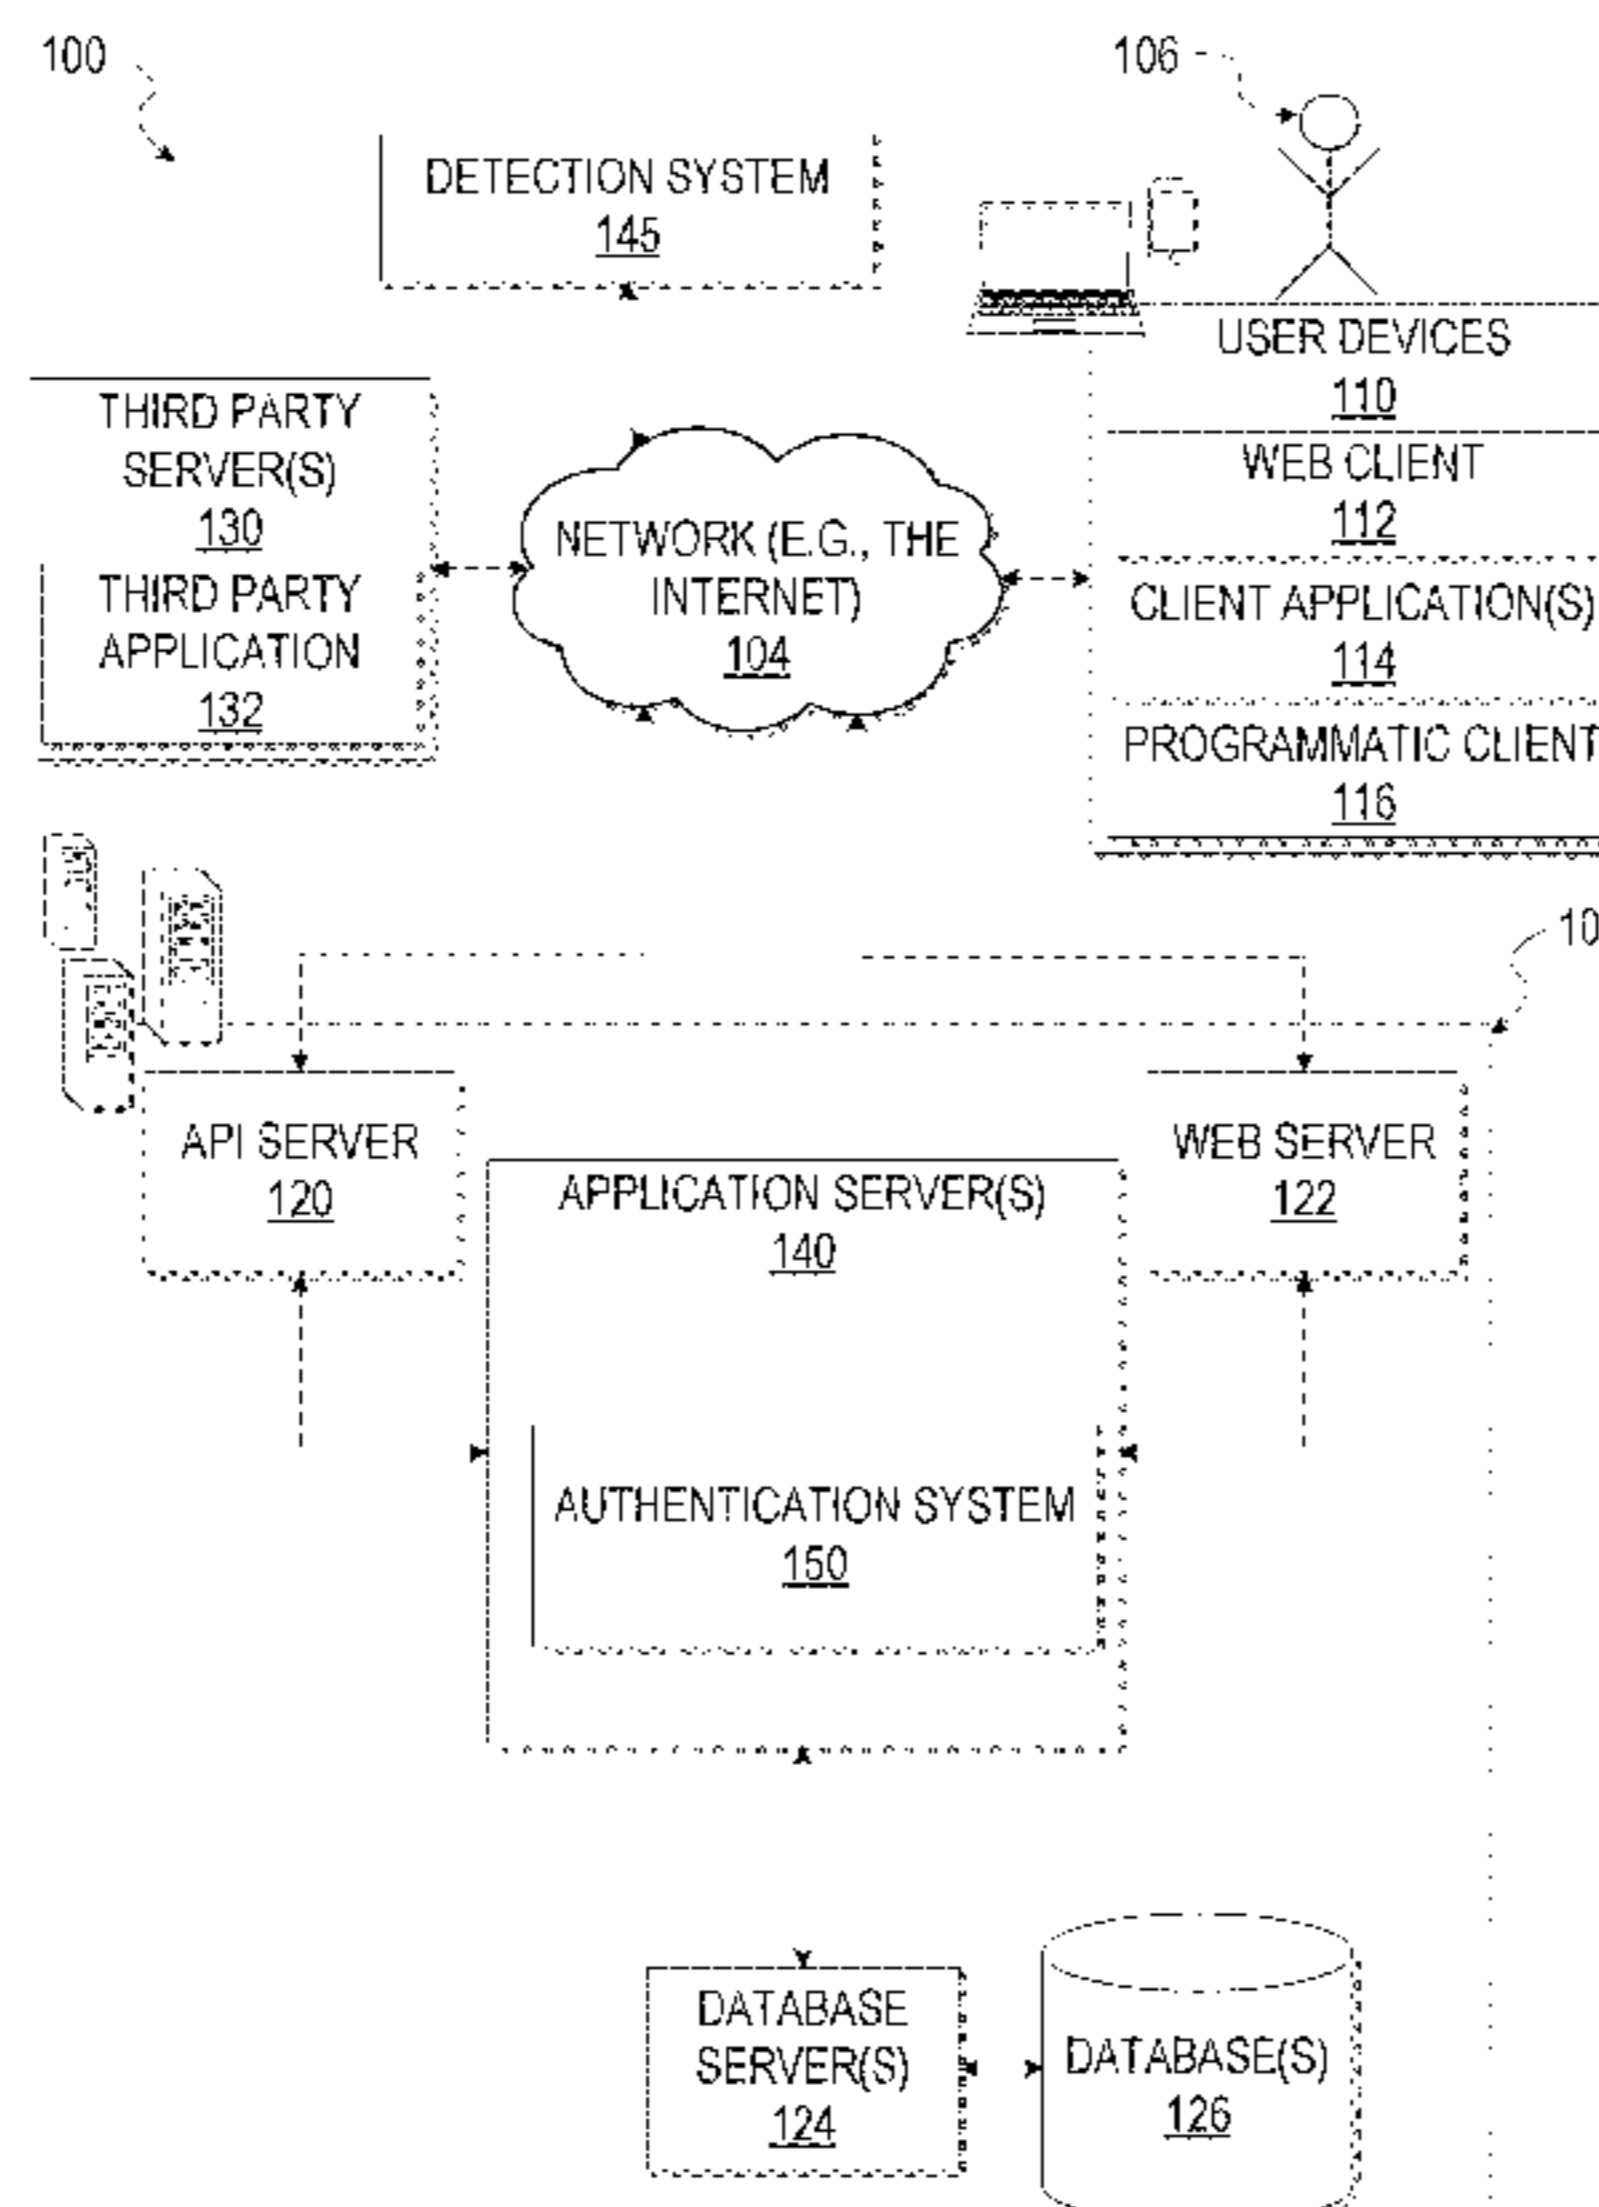 100
106
DETECTION SYSTEM
145
USER DEVICES
110
WEB CLIENT
112
CLIENT APPLICATION(S)
114
PROGRAMMATIC CLIENT
116
THIRD PARTY
SERVER(S)
130
THIRD PARTY
APPLICATION
132
NETWORK (E.G., THE
INTERNET)
104
10
API SERVER
120
WEB SERVER
122
APPLICATION SERVER(S)
140
AUTHENTICATION SYSTEM
150
DATABASE
SERVER(S)
124
DATABASE(S)
126